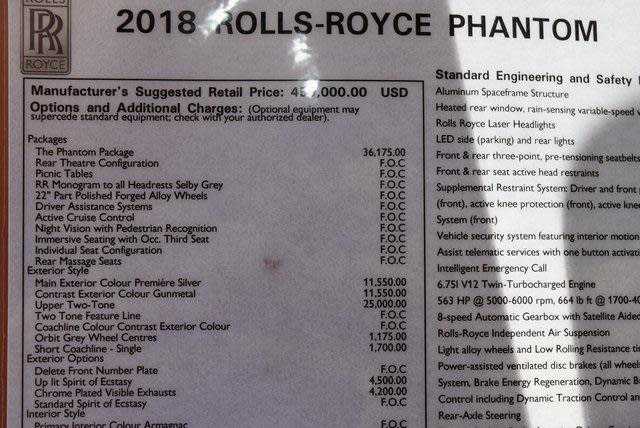 ROLLS
RR
ROYCE
2018 ROLLS-ROYCE PHANTOM
Manufacturer's Suggested Retail Price: USD
Options and Additional Charges: (Optional equipment may
supercede standard equipment; check with your authorized dealer).
Packages
The Phantom Package 36,175.00
Rear Theatre Configuration F.O.C
Picnic Tables F.O.C
RR Monogram to all Headrests Selby Grey F.O.C
22" Part Polished Forged Alloy Wheels F.O.C
Driver Assistance Systems F.O.C
Active Cruise Control F.O.C
Night Vision with Pedestrian Recognition F.O.C
Immersive Seating with Occ. Third Seat F.O.C
Individual Seat Configuration F.O.C
Rear Massage Seats F.O.C
Exterior Style
Main Exterior Colour Première Silver 11,550.00
Contrast Exterior Colour Gunmetal 11,550.00
Upper Two-Tone 25,000.00
Two Tone Feature Line F.O.C
Coachline Colour Contrast Exterior Colour F.O.C
Orbit Grey Wheel Centres 1,175.00
Short Coachline - Single 1,700.00
Exterior Options
Delete Front Number Plate F.O.C
Up lit Spirit of Ecstasy 4,500.00
Chrome Plated Visible Exhausts 4,200.00
Standard Spirit of Ecstasy F.O.C
Interior Style
Primary Interior Colour Armagnac F.O.C
Standard Engineering and Safety
Aluminum Spaceframe Structure
Heated rear window, rain-sensing variable-speed
Rolls Royce Laser Headlights
LED side (parking) and rear lights
Front & rear three-point, pre-tensioning seatbelts
Front & rear seat active head restraints
Supplemental Restraint System: Driver and front
(front), active knee protection (front), active
System (front)
Vehicle security system featuring interior motion
Assist telematic services with one button
Intelligent Emergency Call
6.75l V12 Twin-Turbocharged Engine
563 HP @ 5000-6000 rpm, 664 lb ft @ 1700-
8-speed Automatic Gearbox with Satellite Aided
Rolls-Royce Independent Air Suspension
Light alloy wheels and Low Rolling Resistance
Power-assisted ventilated disc brakes (all
System, Brake Energy Regeneration, Dynamic
Control including Dynamic Traction Control
Rear-Axle Steering